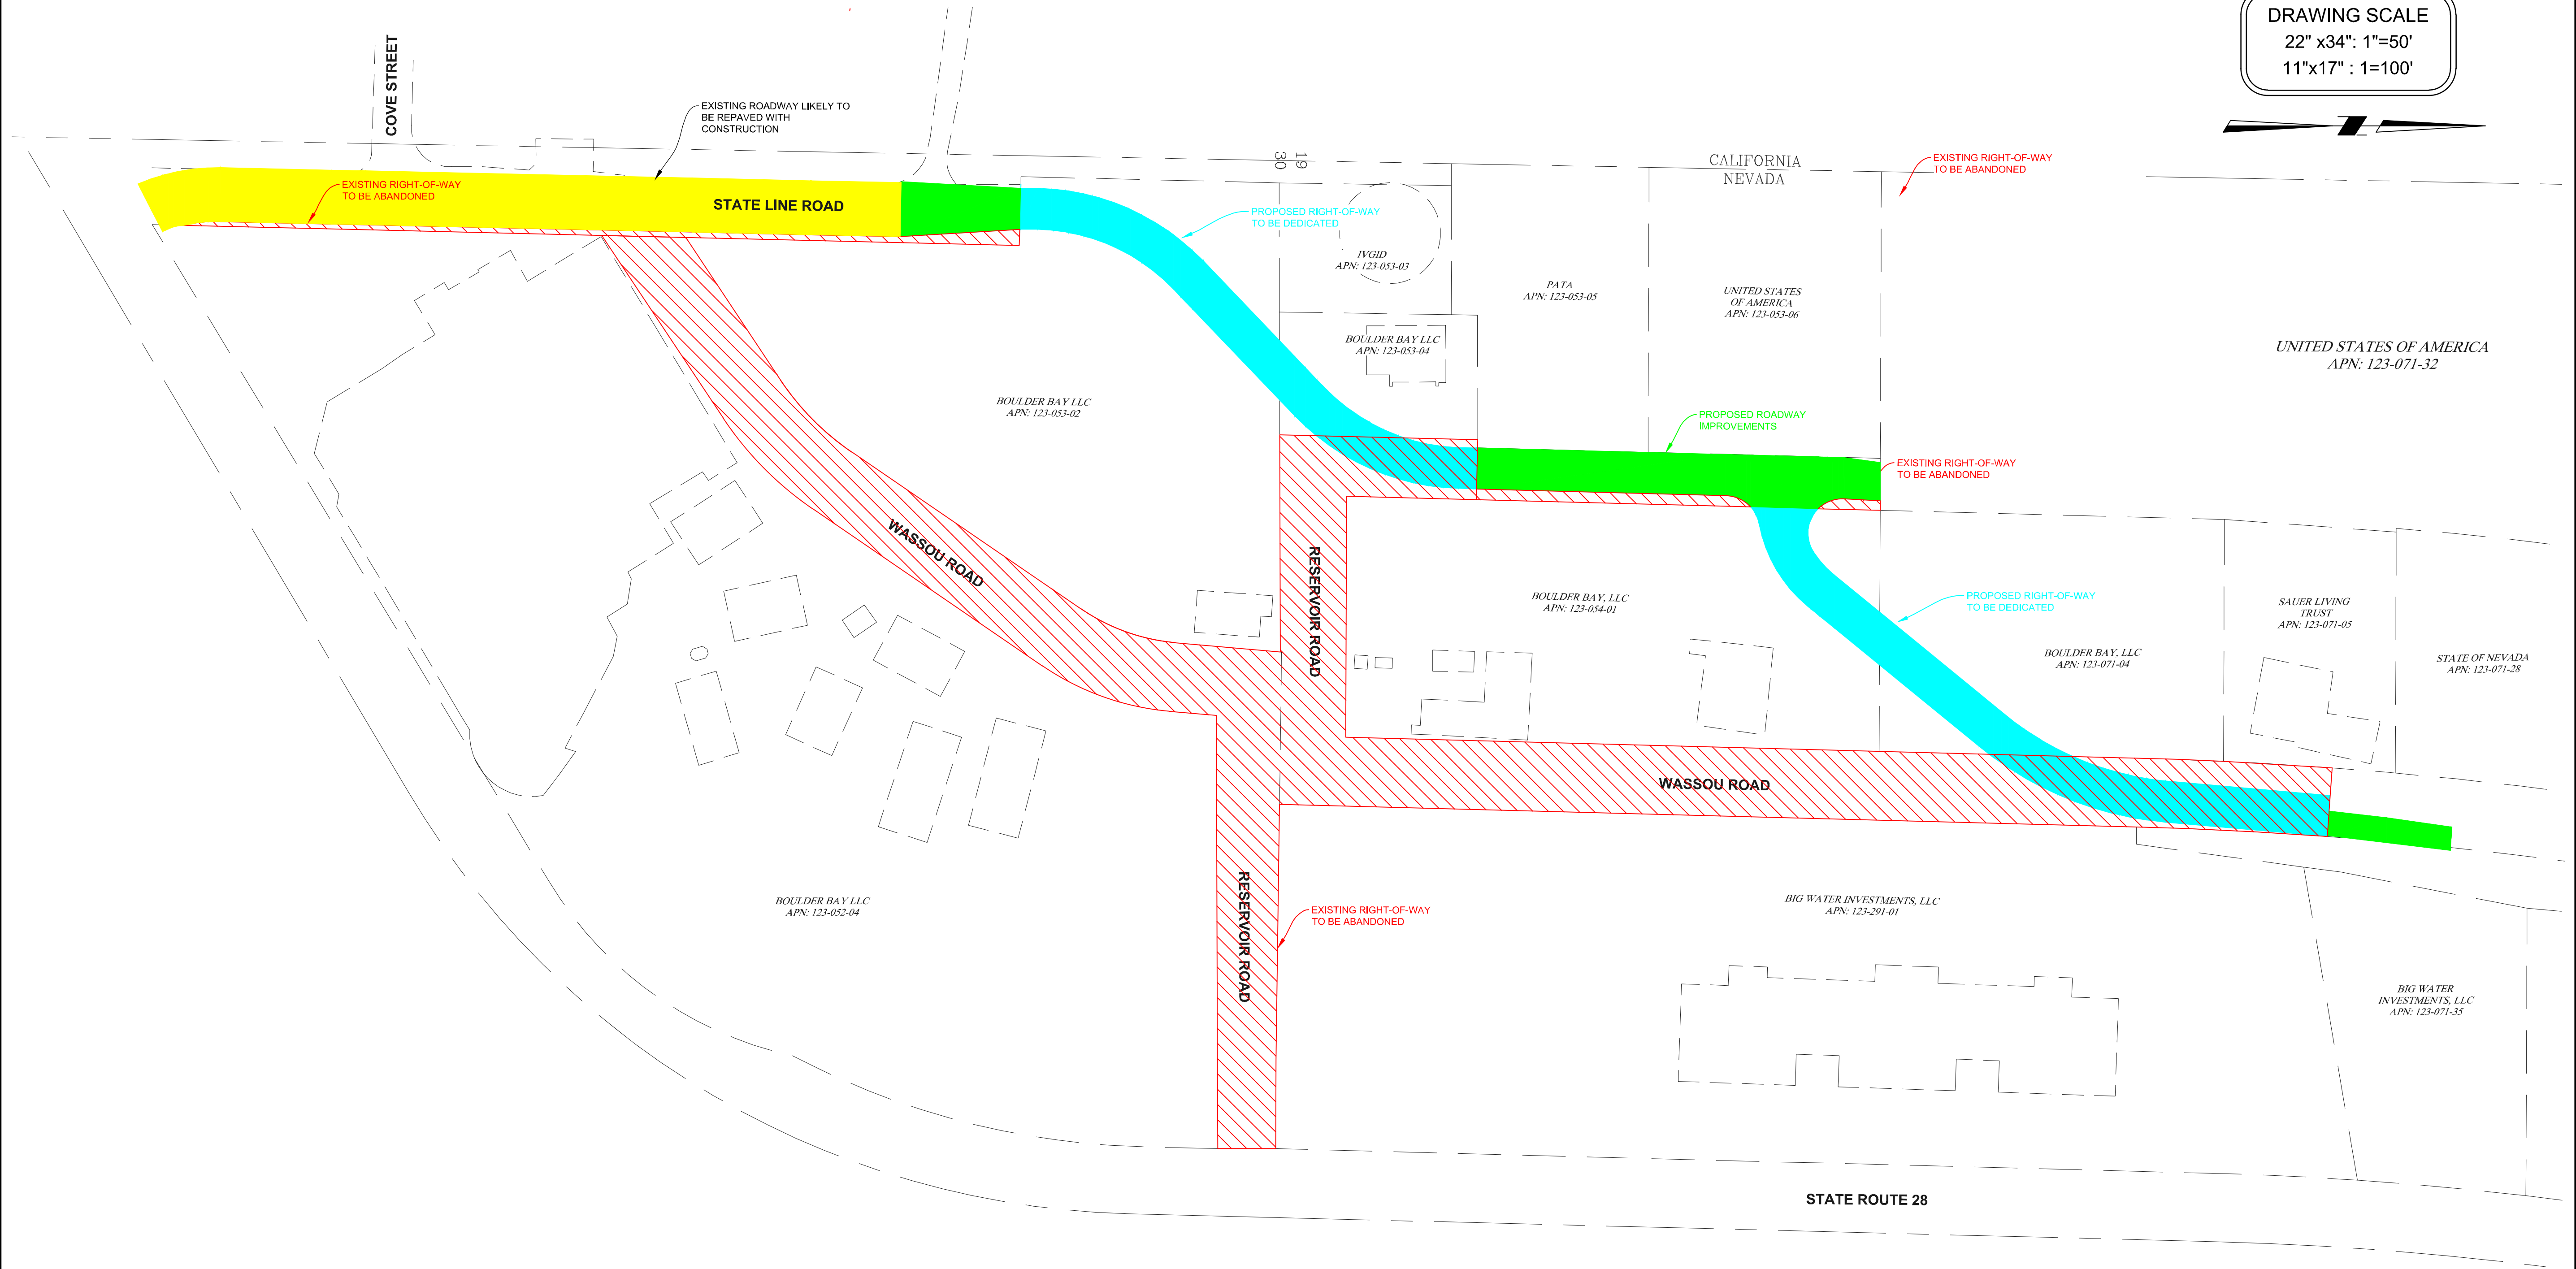 DRAWING SCALE
22" x34": 1"=50'
11"x17" : 1=100'
COVE STREET
EXISTING ROADWAY LIKELY TO
BE REPAVED WITH
CONSTRUCTION
EXISTING RIGHT-OF-WAY
TO BE ABANDONED
STATE LINE ROAD
19
30
CALIFORNIA
NEVADA
EXISTING RIGHT-OF-WAY
TO BE ABANDONED
PROPOSED RIGHT-OF-WAY
TO BE DEDICATED
IVGID
APN: 123-053-03
PATA
APN: 123-053-05
UNITED STATES
OF AMERICA
APN: 123-053-06
UNITED STATES OF AMERICA
APN: 123-071-32
BOULDER BAY LLC
APN: 123-053-04
BOULDER BAY LLC
APN: 123-053-02
PROPOSED ROADWAY
IMPROVEMENTS
EXISTING RIGHT-OF-WAY
TO BE ABANDONED
WASSOU ROAD
RESERVOIR ROAD
BOULDER BAY, LLC
APN: 123-054-01
PROPOSED RIGHT-OF-WAY
TO BE DEDICATED
SAUER LIVING
TRUST
APN: 123-071-05
BOULDER BAY, LLC
APN: 123-071-04
STATE OF NEVADA
APN: 123-071-28
WASSOU ROAD
RESERVOIR ROAD
BOULDER BAY LLC
APN: 123-052-04
EXISTING RIGHT-OF-WAY
TO BE ABANDONED
BIG WATER INVESTMENTS, LLC
APN: 123-291-01
BIG WATER
INVESTMENTS, LLC
APN: 123-071-35
STATE ROUTE 28